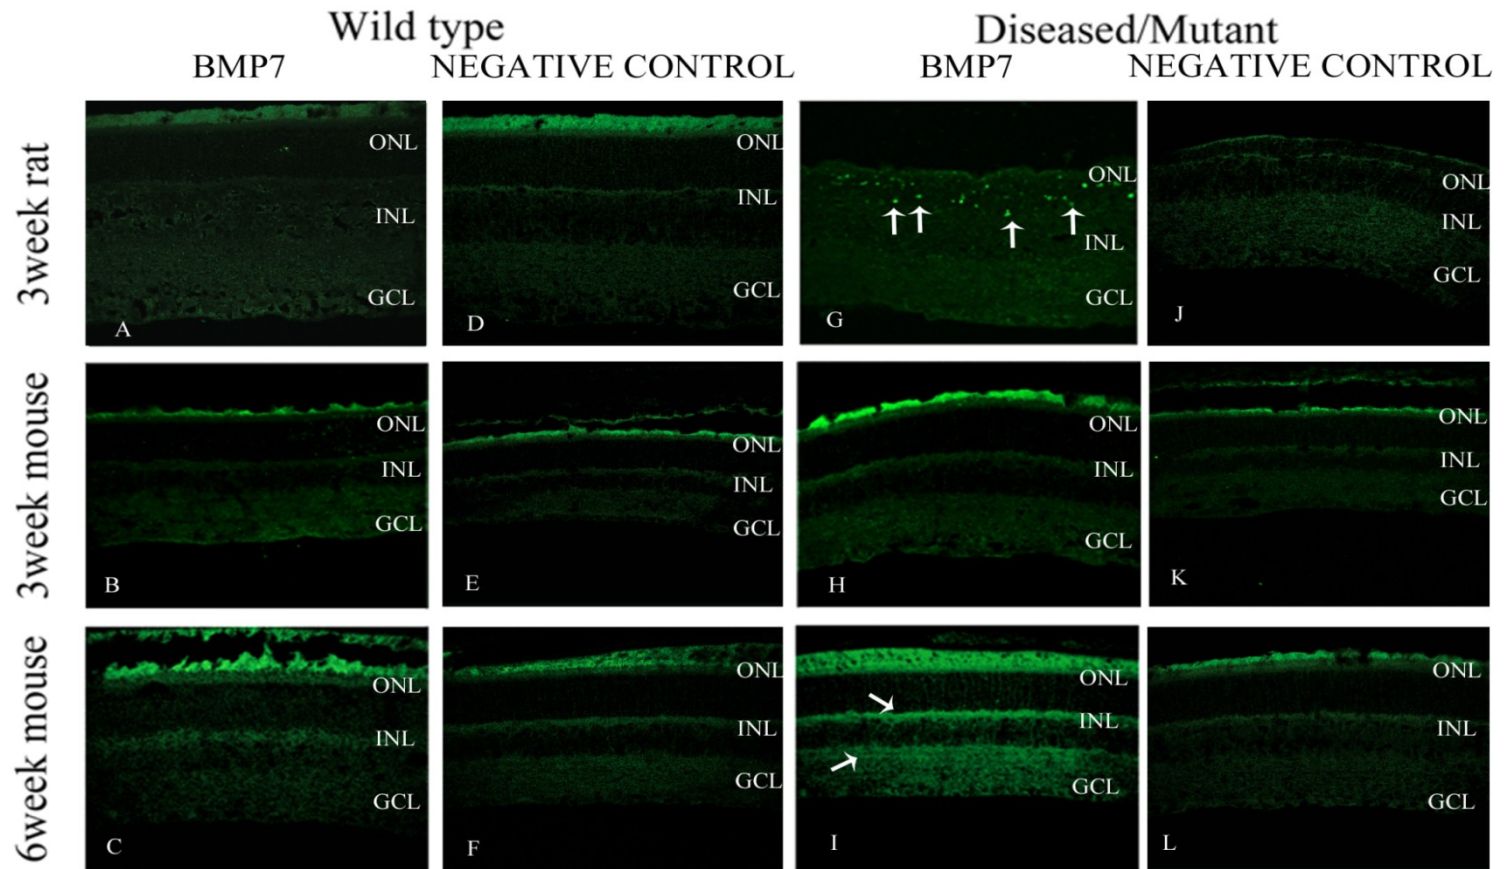 Wild type
Diseased/Mutant
BMP7
NEGATIVE CONTROL
BMP7
NEGATIVE CONTROL
3week rat
ONL
INL
GCL
A
ONL
INL
GCL
D
ONL
INL
GCL
G
ONL
INL
GCL
J
3week mouse
ONL
INL
GCL
B
ONL
INL
GCL
E
ONL
INL
GCL
H
ONL
INL
GCL
K
6week mouse
ONL
INL
GCL
C
ONL
INL
GCL
F
ONL
INL
GCL
I
ONL
INL
GCL
L